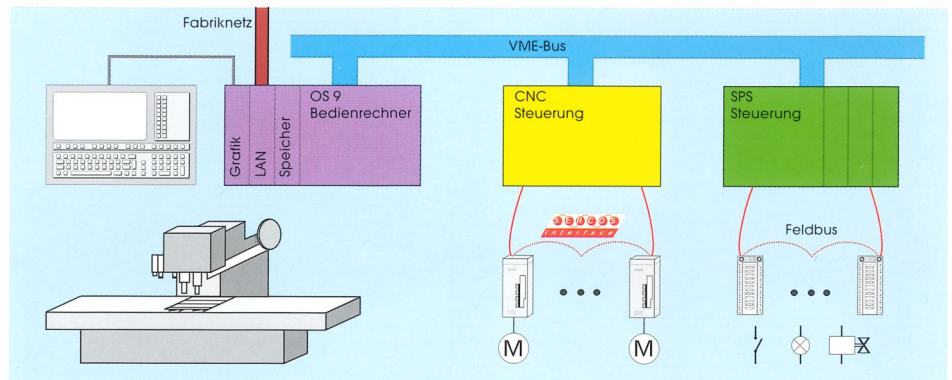 Fabriknetz
VME-Bus
OS 9
Bedienrechner
Grafik
LAN
Speicher
CNC
Steuerung
SPS
Steuerung
SERCOS
interface
Feldbus
M
M